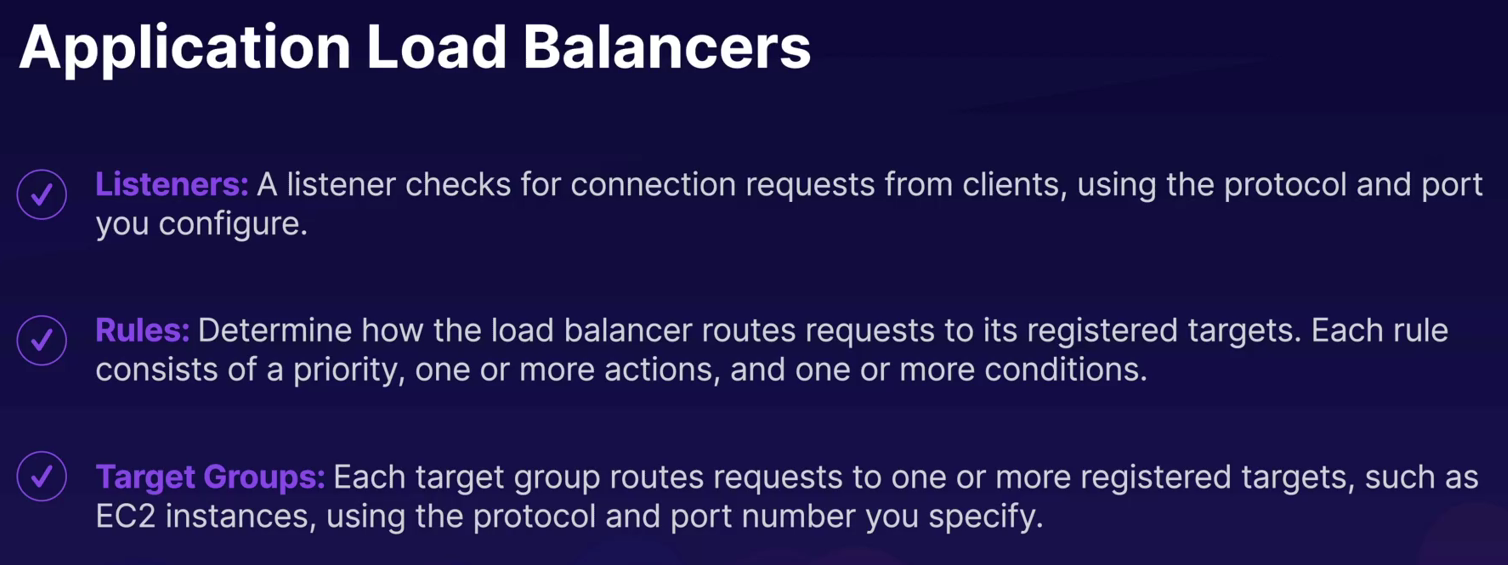 Application Load Balancers
Listeners: A listener checks for connection requests from clients, using the protocol and port
you configure.
Rules: Determine how the load balancer routes requests to its registered targets. Each rule
consists of a priority, one or more actions, and one or more conditions.
Target Groups: Each target group routes requests to one or more registered targets, such as
EC2 instances, using the protocol and port number you specify.